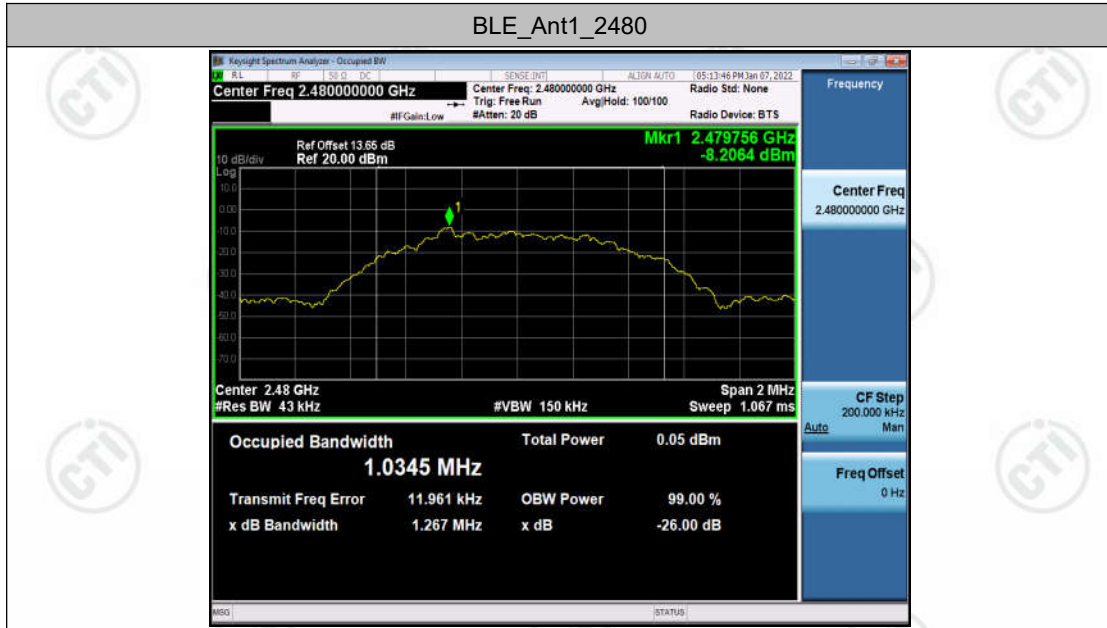 BLE_Ant1_2480
Keysight Spectrum Analyzer - Occupied BW
RL RF 50 Ω DC SENSE:INT ALIGN AUTO 05:13:46 PM Jan 07, 2022
Center Freq 2.480000000 GHz Center Freq: 2.480000000 GHz Radio Std: None
Trig: Free Run Avg|Hold: 100/100
#IFGain:Low #Atten: 20 dB Radio Device: BTS
Frequency
Ref Offset 13.65 dB Mkr1 2.479756 GHz
10 dB/div Ref 20.00 dBm -8.2064 dBm
Log
10.0
0.00
-10.0
-20.0
-30.0
-40.0
-50.0
-60.0
-70.0
1
Center 2.48 GHz Span 2 MHz
#Res BW 43 kHz #VBW 150 kHz Sweep 1.067 ms
Center Freq
2.480000000 GHz
CF Step
200.000 kHz
Auto Man
Freq Offset
0 Hz
Occupied Bandwidth Total Power 0.05 dBm
1.0345 MHz
Transmit Freq Error 11.961 kHz OBW Power 99.00 %
x dB Bandwidth 1.267 MHz x dB -26.00 dB
MSG STATUS
CTI
CTI
CTI
CTI